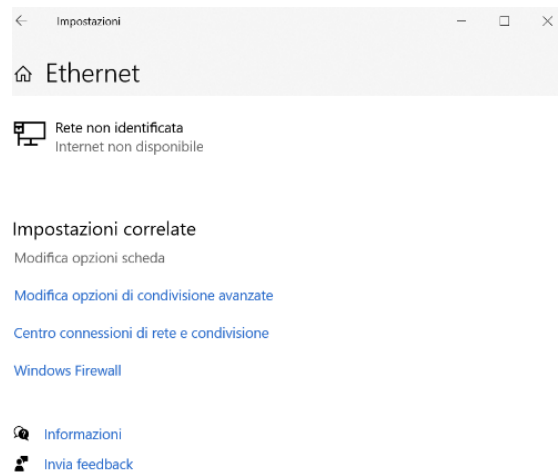 Impostazioni
Ethernet
Rete non identificata
Internet non disponibile
Impostazioni correlate
Modifica opzioni scheda
Modifica opzioni di condivisione avanzate
Centro connessioni di rete e condivisione
Windows Firewall
Informazioni
Invia feedback